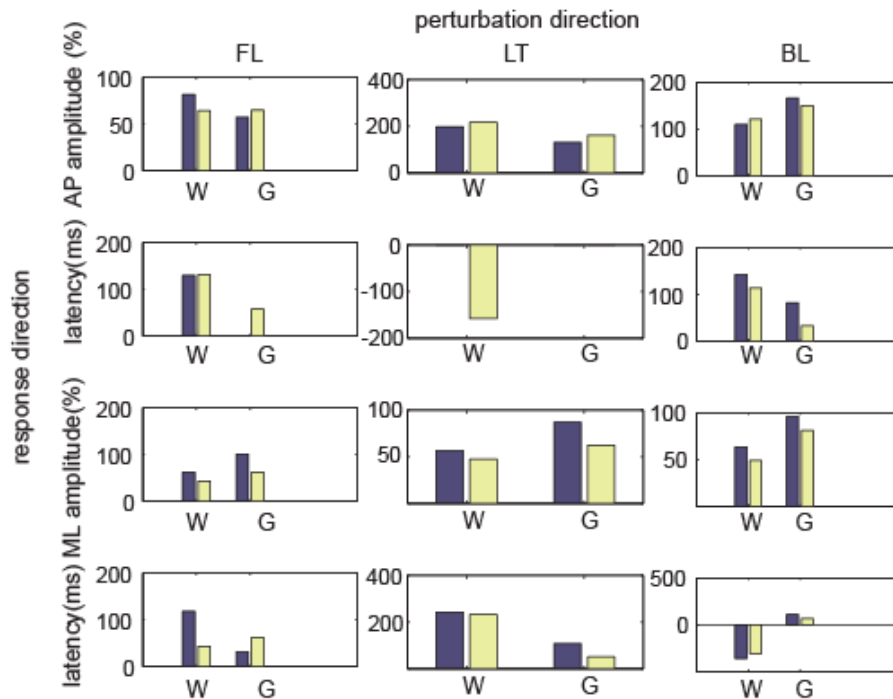 perturbation direction
FL LT BL
response direction
AP amplitude (%)
100
50
0
W G
400
200
0
W G
200
100
0
W G
latency(ms)
200
100
0
W G
0
-100
-200
W G
200
100
0
W G
ML amplitude(%)
200
100
0
W G
100
50
W G
100
50
W G
latency(ms)
200
100
0
W G
400
200
W G
500
0
W G